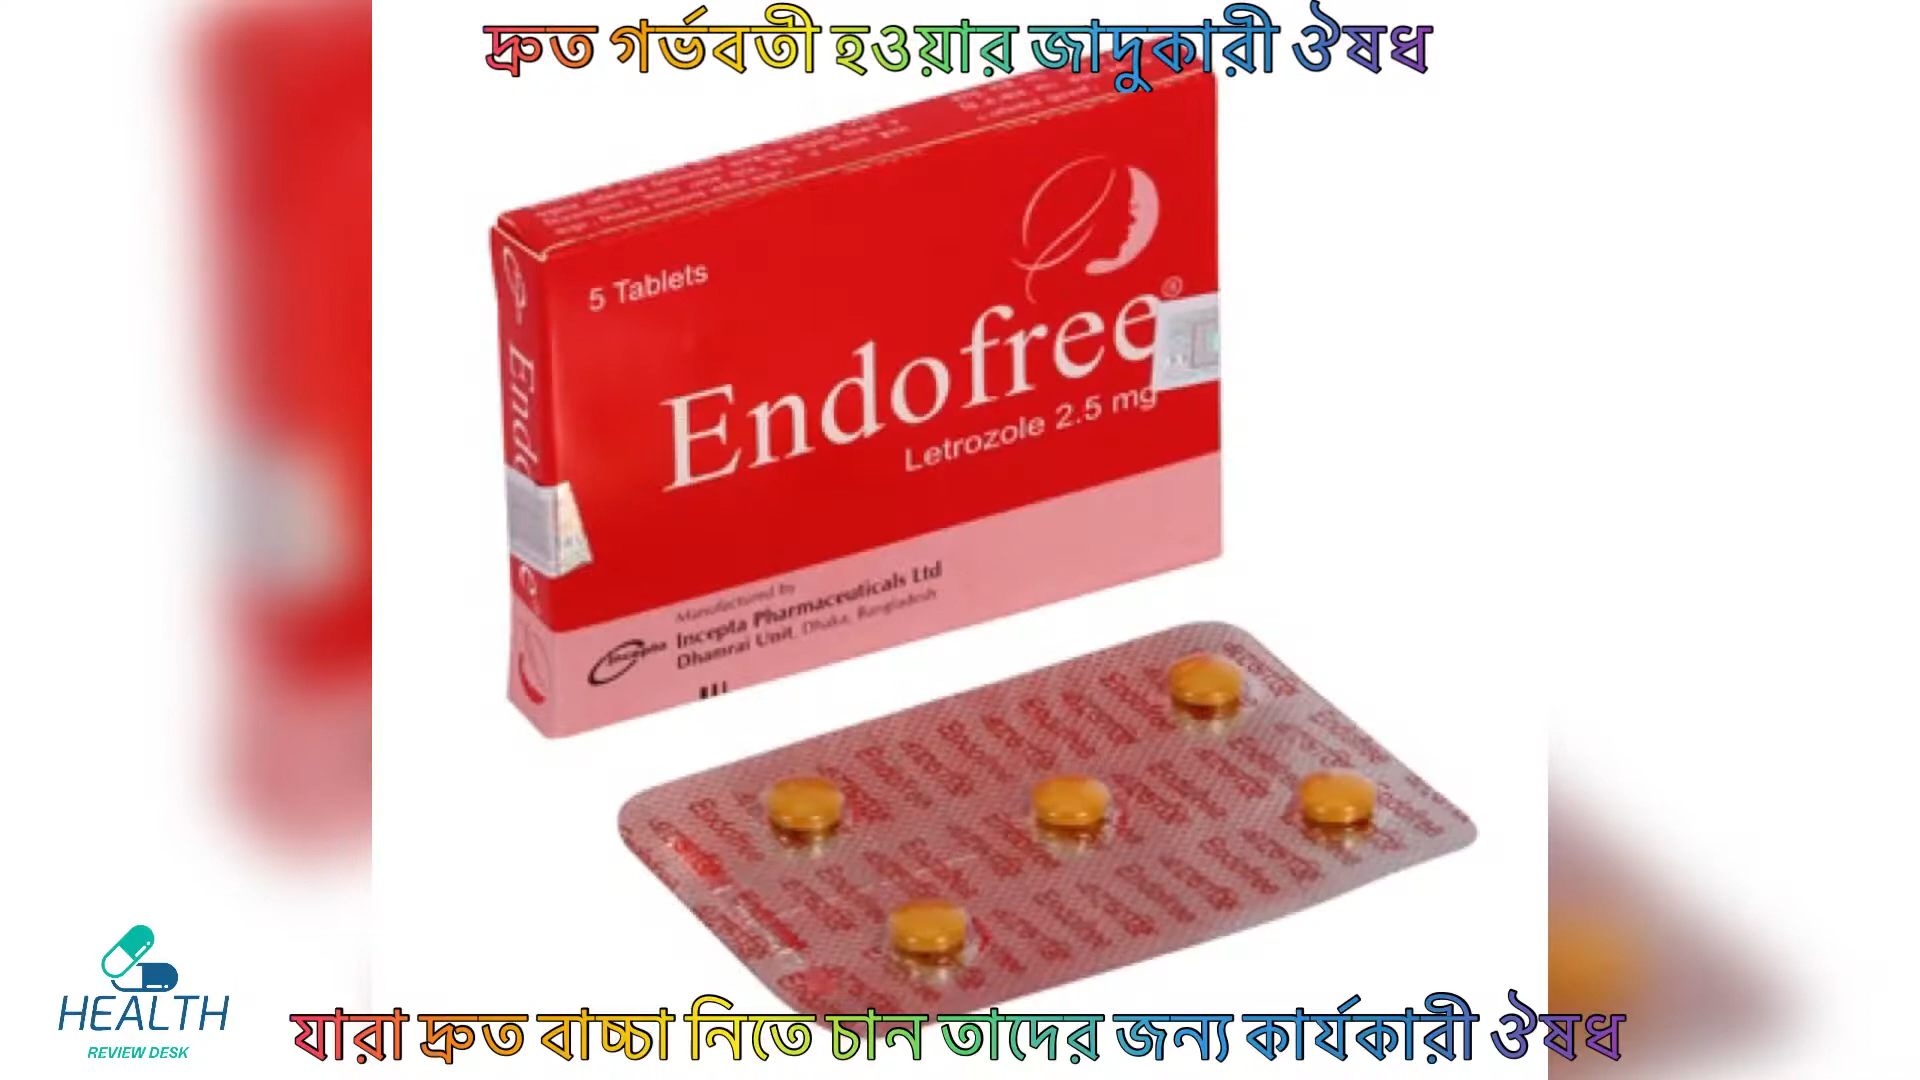 দ্রুত গর্ভবতী হওয়ার জাদুকারী ঔষধ
5 Tablets
Endofree®
Letrozole 2.5 mg
Manufactured by
Incepta Pharmaceuticals Ltd
Dhamrai Unit, Dhaka, Bangladesh
Incepta
HEALTH
REVIEW DESK
যারা দ্রুত বাচ্চা নিতে চান তাদের জন্য কার্যকারী ঔষধ